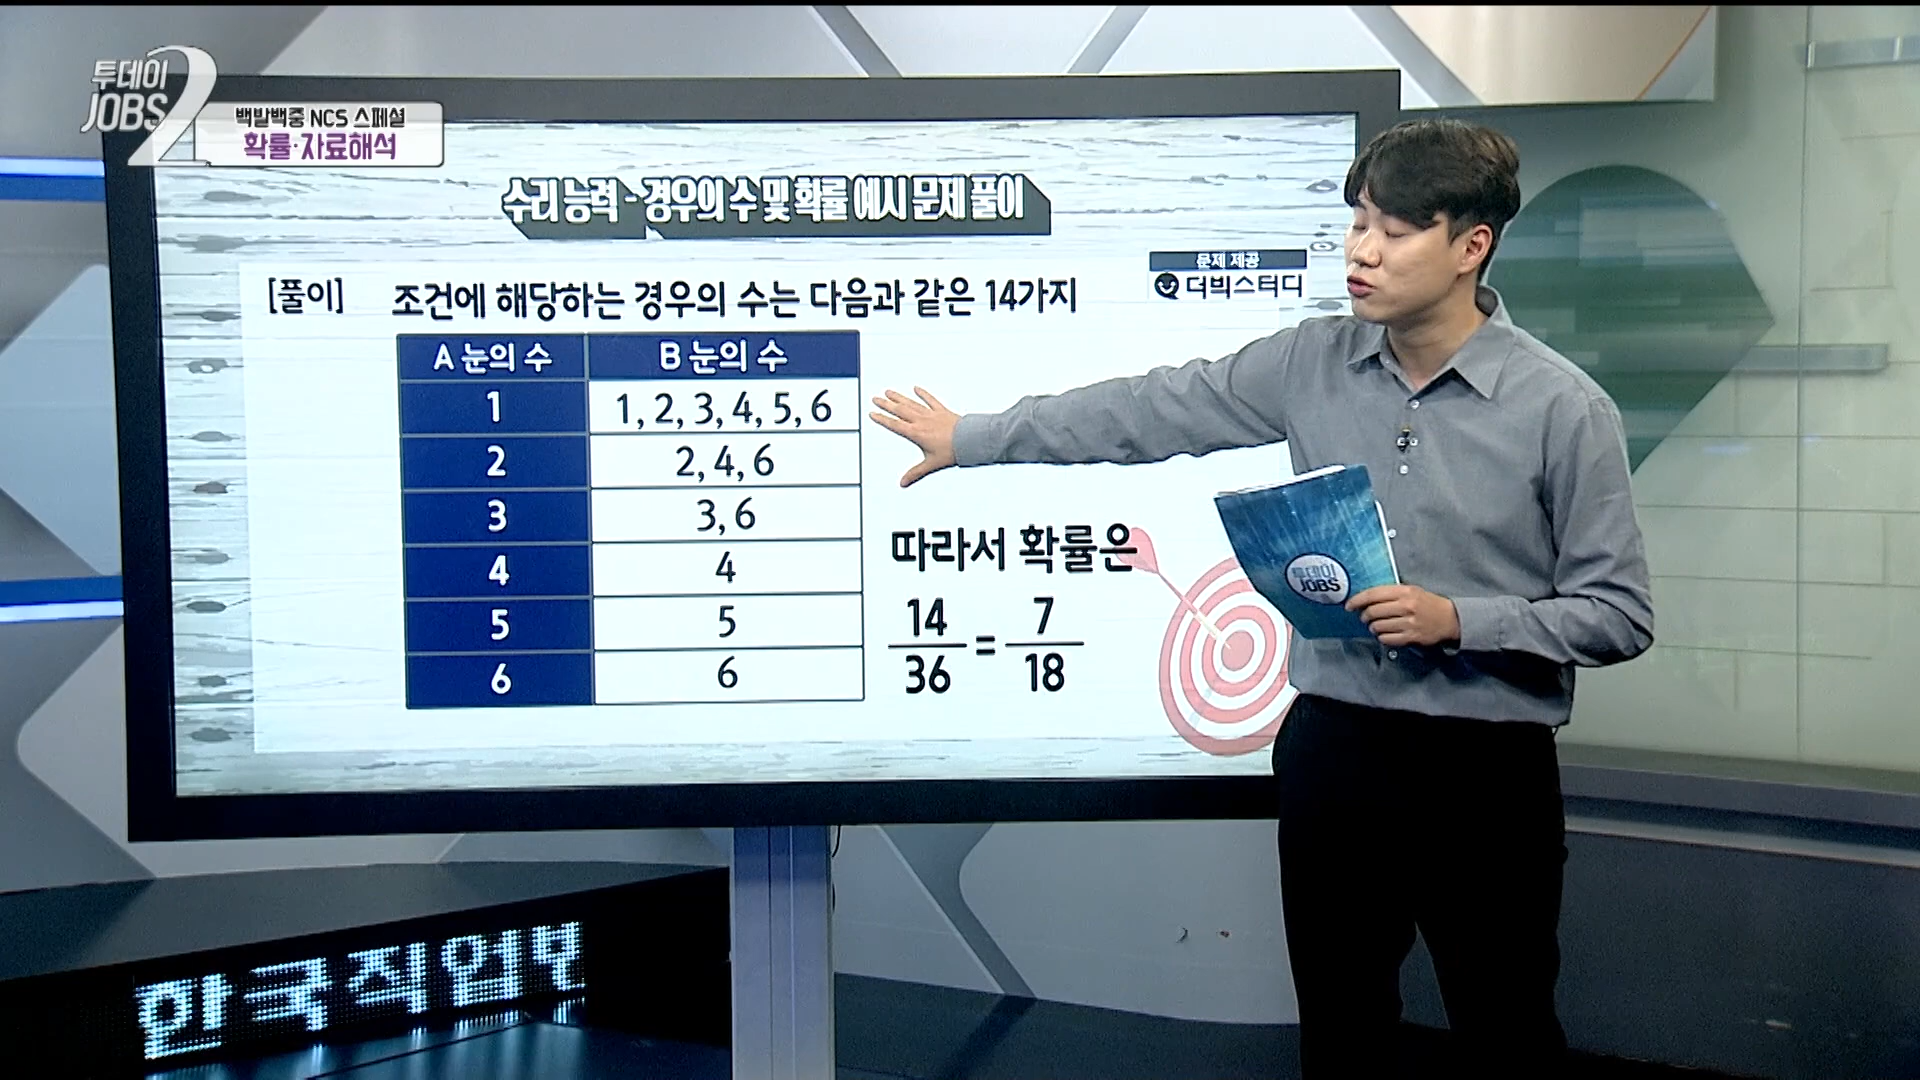 투데이
JOBS 2
백발백중 NCS 스페셜
확률·자료해석
수리 능력 - 경우의 수 및 확률 예시 문제 풀이
문제 제공
더빅스터디
[풀이] 조건에 해당하는 경우의 수는 다음과 같은 14가지
A 눈의 수 B 눈의 수
1 1, 2, 3, 4, 5, 6
2 2, 4, 6
3 3, 6
4 4
5 5
6 6
따라서 확률은
14/36 = 7/18
투데이
JOBS
한국직업